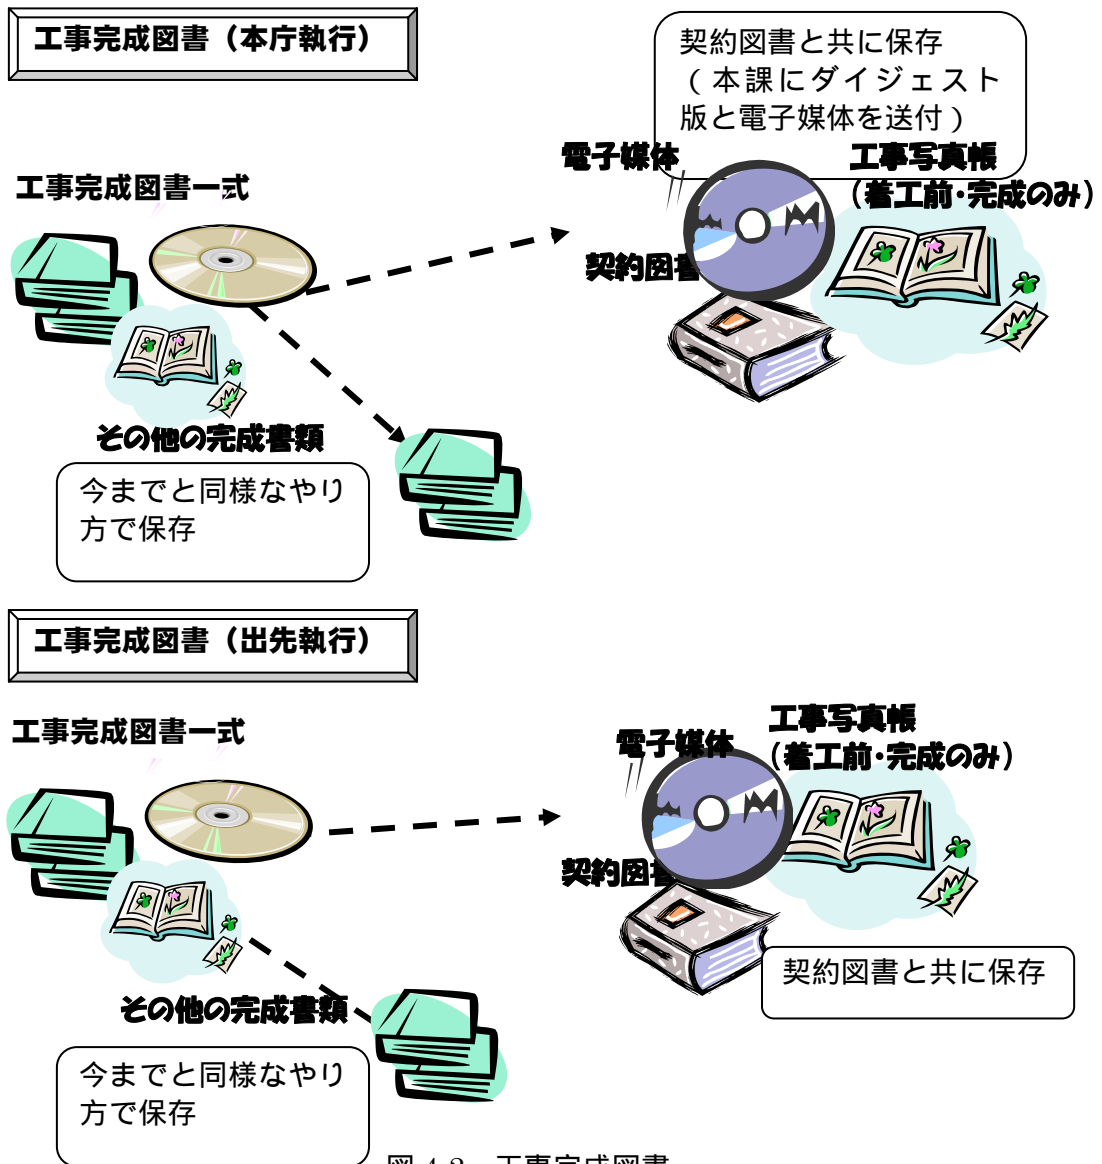 工事完成図書（本庁執行）
契約図書と共に保存
（本課にダイジェスト
版と電子媒体を送付）
電子媒体
工事写真帳
（着工前・完成のみ）
工事完成図書一式
契約図書
その他の完成書類
今までと同様なやり
方で保存
工事完成図書（出先執行）
工事完成図書一式
工事写真帳
（着工前・完成のみ）
電子媒体
契約図書
契約図書と共に保存
その他の完成書類
今までと同様なやり
方で保存
図 4-2 工事完成図書